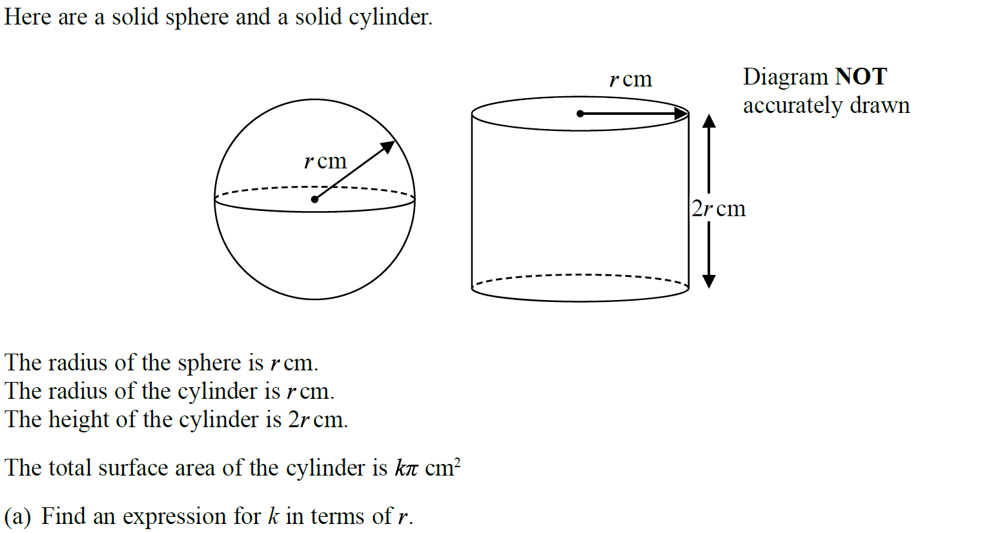 Here are a solid sphere and a solid cylinder.
r cm
Diagram NOT
accurately drawn
r cm
2r cm
The radius of the sphere is r cm.
The radius of the cylinder is r cm.
The height of the cylinder is 2r cm.
The total surface area of the cylinder is kπ cm²
(a) Find an expression for k in terms of r.